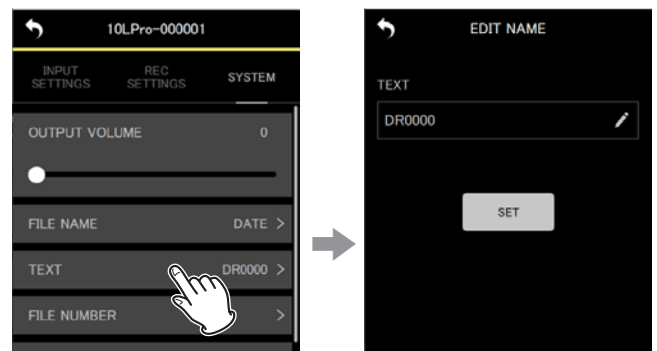 10LPro-000001
INPUT SETTINGS
REC SETTINGS
SYSTEM
OUTPUT VOLUME 0
FILE NAME DATE >
TEXT DR0000 >
FILE NUMBER >
EDIT NAME
TEXT
DR0000
SET